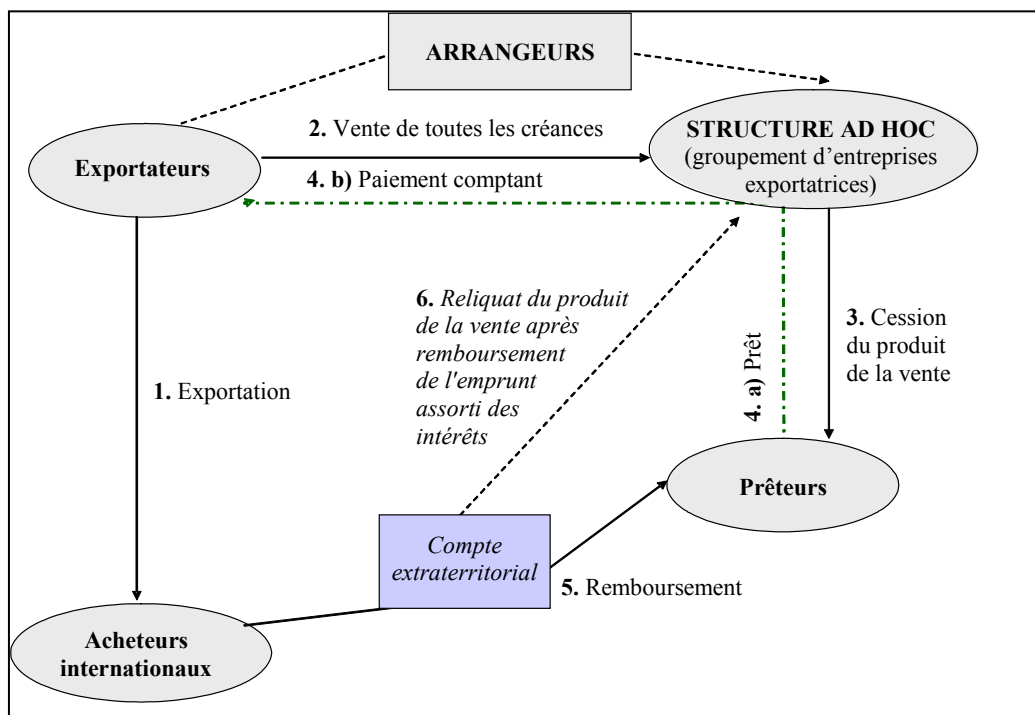 ARRANGEURS
2. Vente de toutes les créances
STRUCTURE AD HOC
(groupement d'entreprises
exportatrices)
Exportateurs
4. b) Paiement comptant
6. Reliquat du produit
de la vente après
remboursement
de l'emprunt
assorti des
intérêts
4. a) Prêt
3. Cession
du produit
de la vente
1. Exportation
Prêteurs
Compte
extraterritorial
5. Remboursement
Acheteurs
internationaux